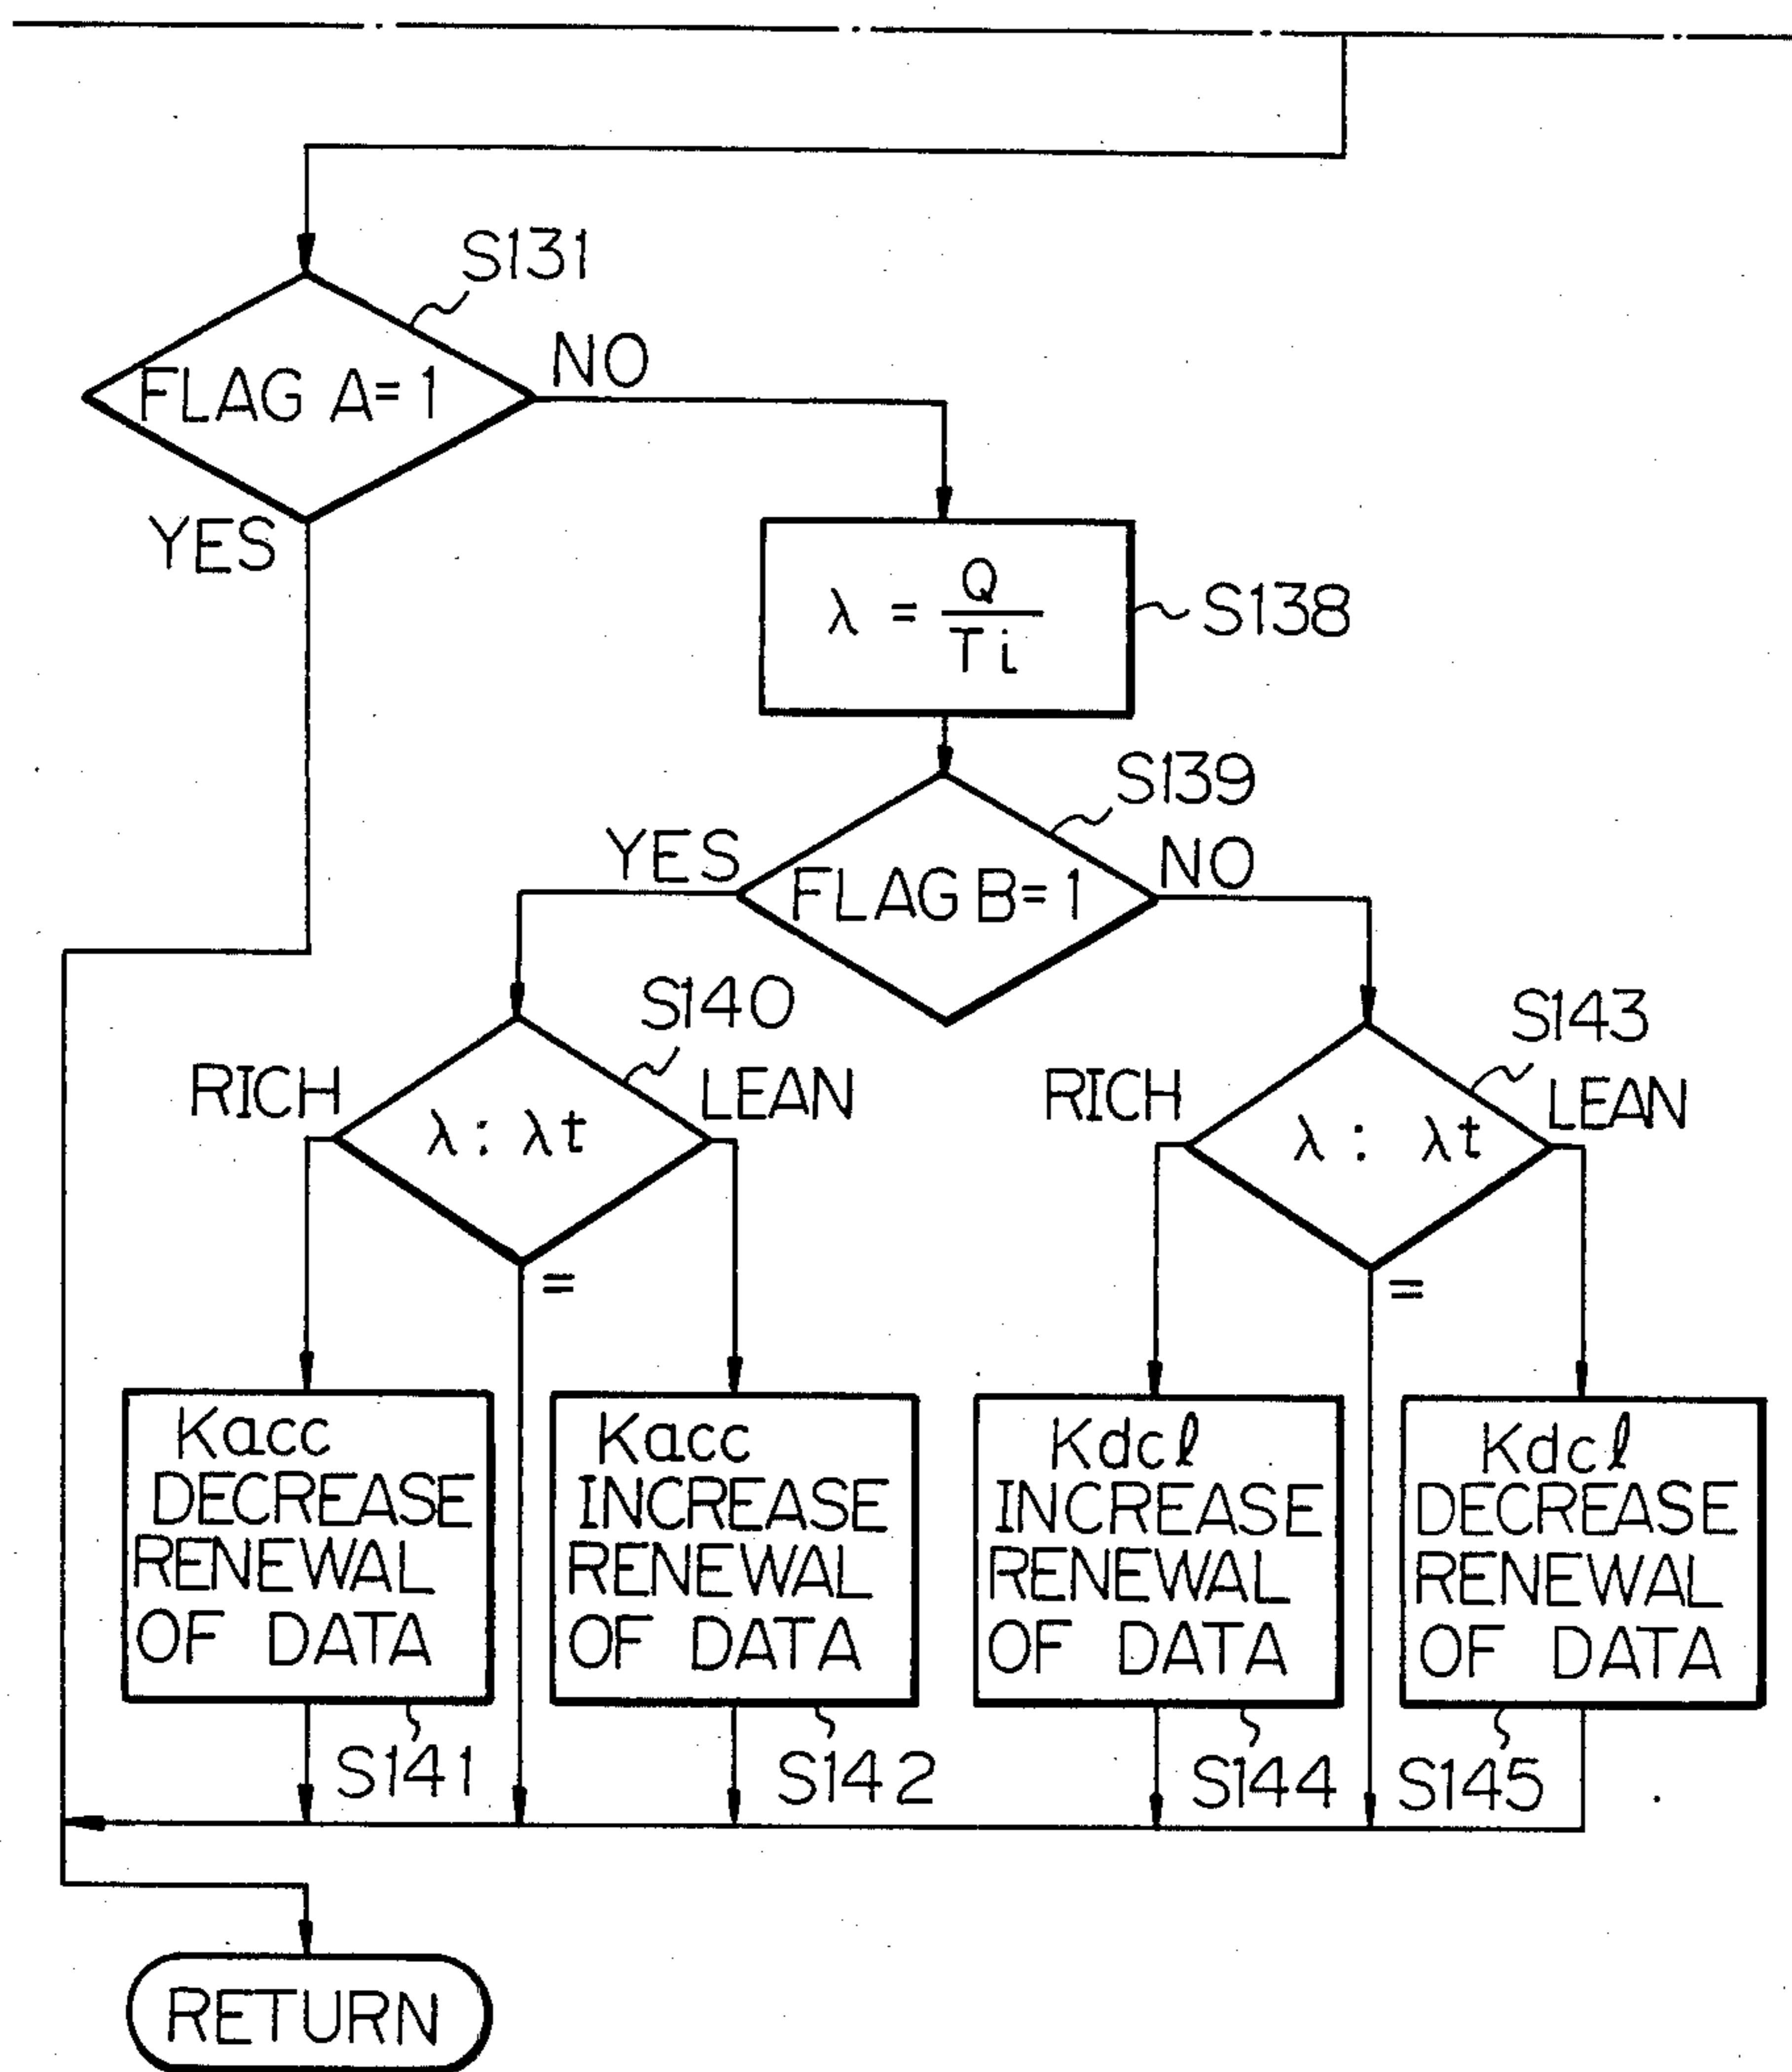 S131
FLAG A=1
NO
YES
λ = Q
Ti
S138
S139
YES
FLAG B=1
NO
S140
S143
RICH
λ : λt
LEAN
RICH
λ : λt
LEAN
=
=
Kacc
DECREASE
RENEWAL
OF DATA
Kacc
INCREASE
RENEWAL
OF DATA
Kdcl
INCREASE
RENEWAL
OF DATA
Kdcl
DECREASE
RENEWAL
OF DATA
S141
S142
S144
S145
RETURN